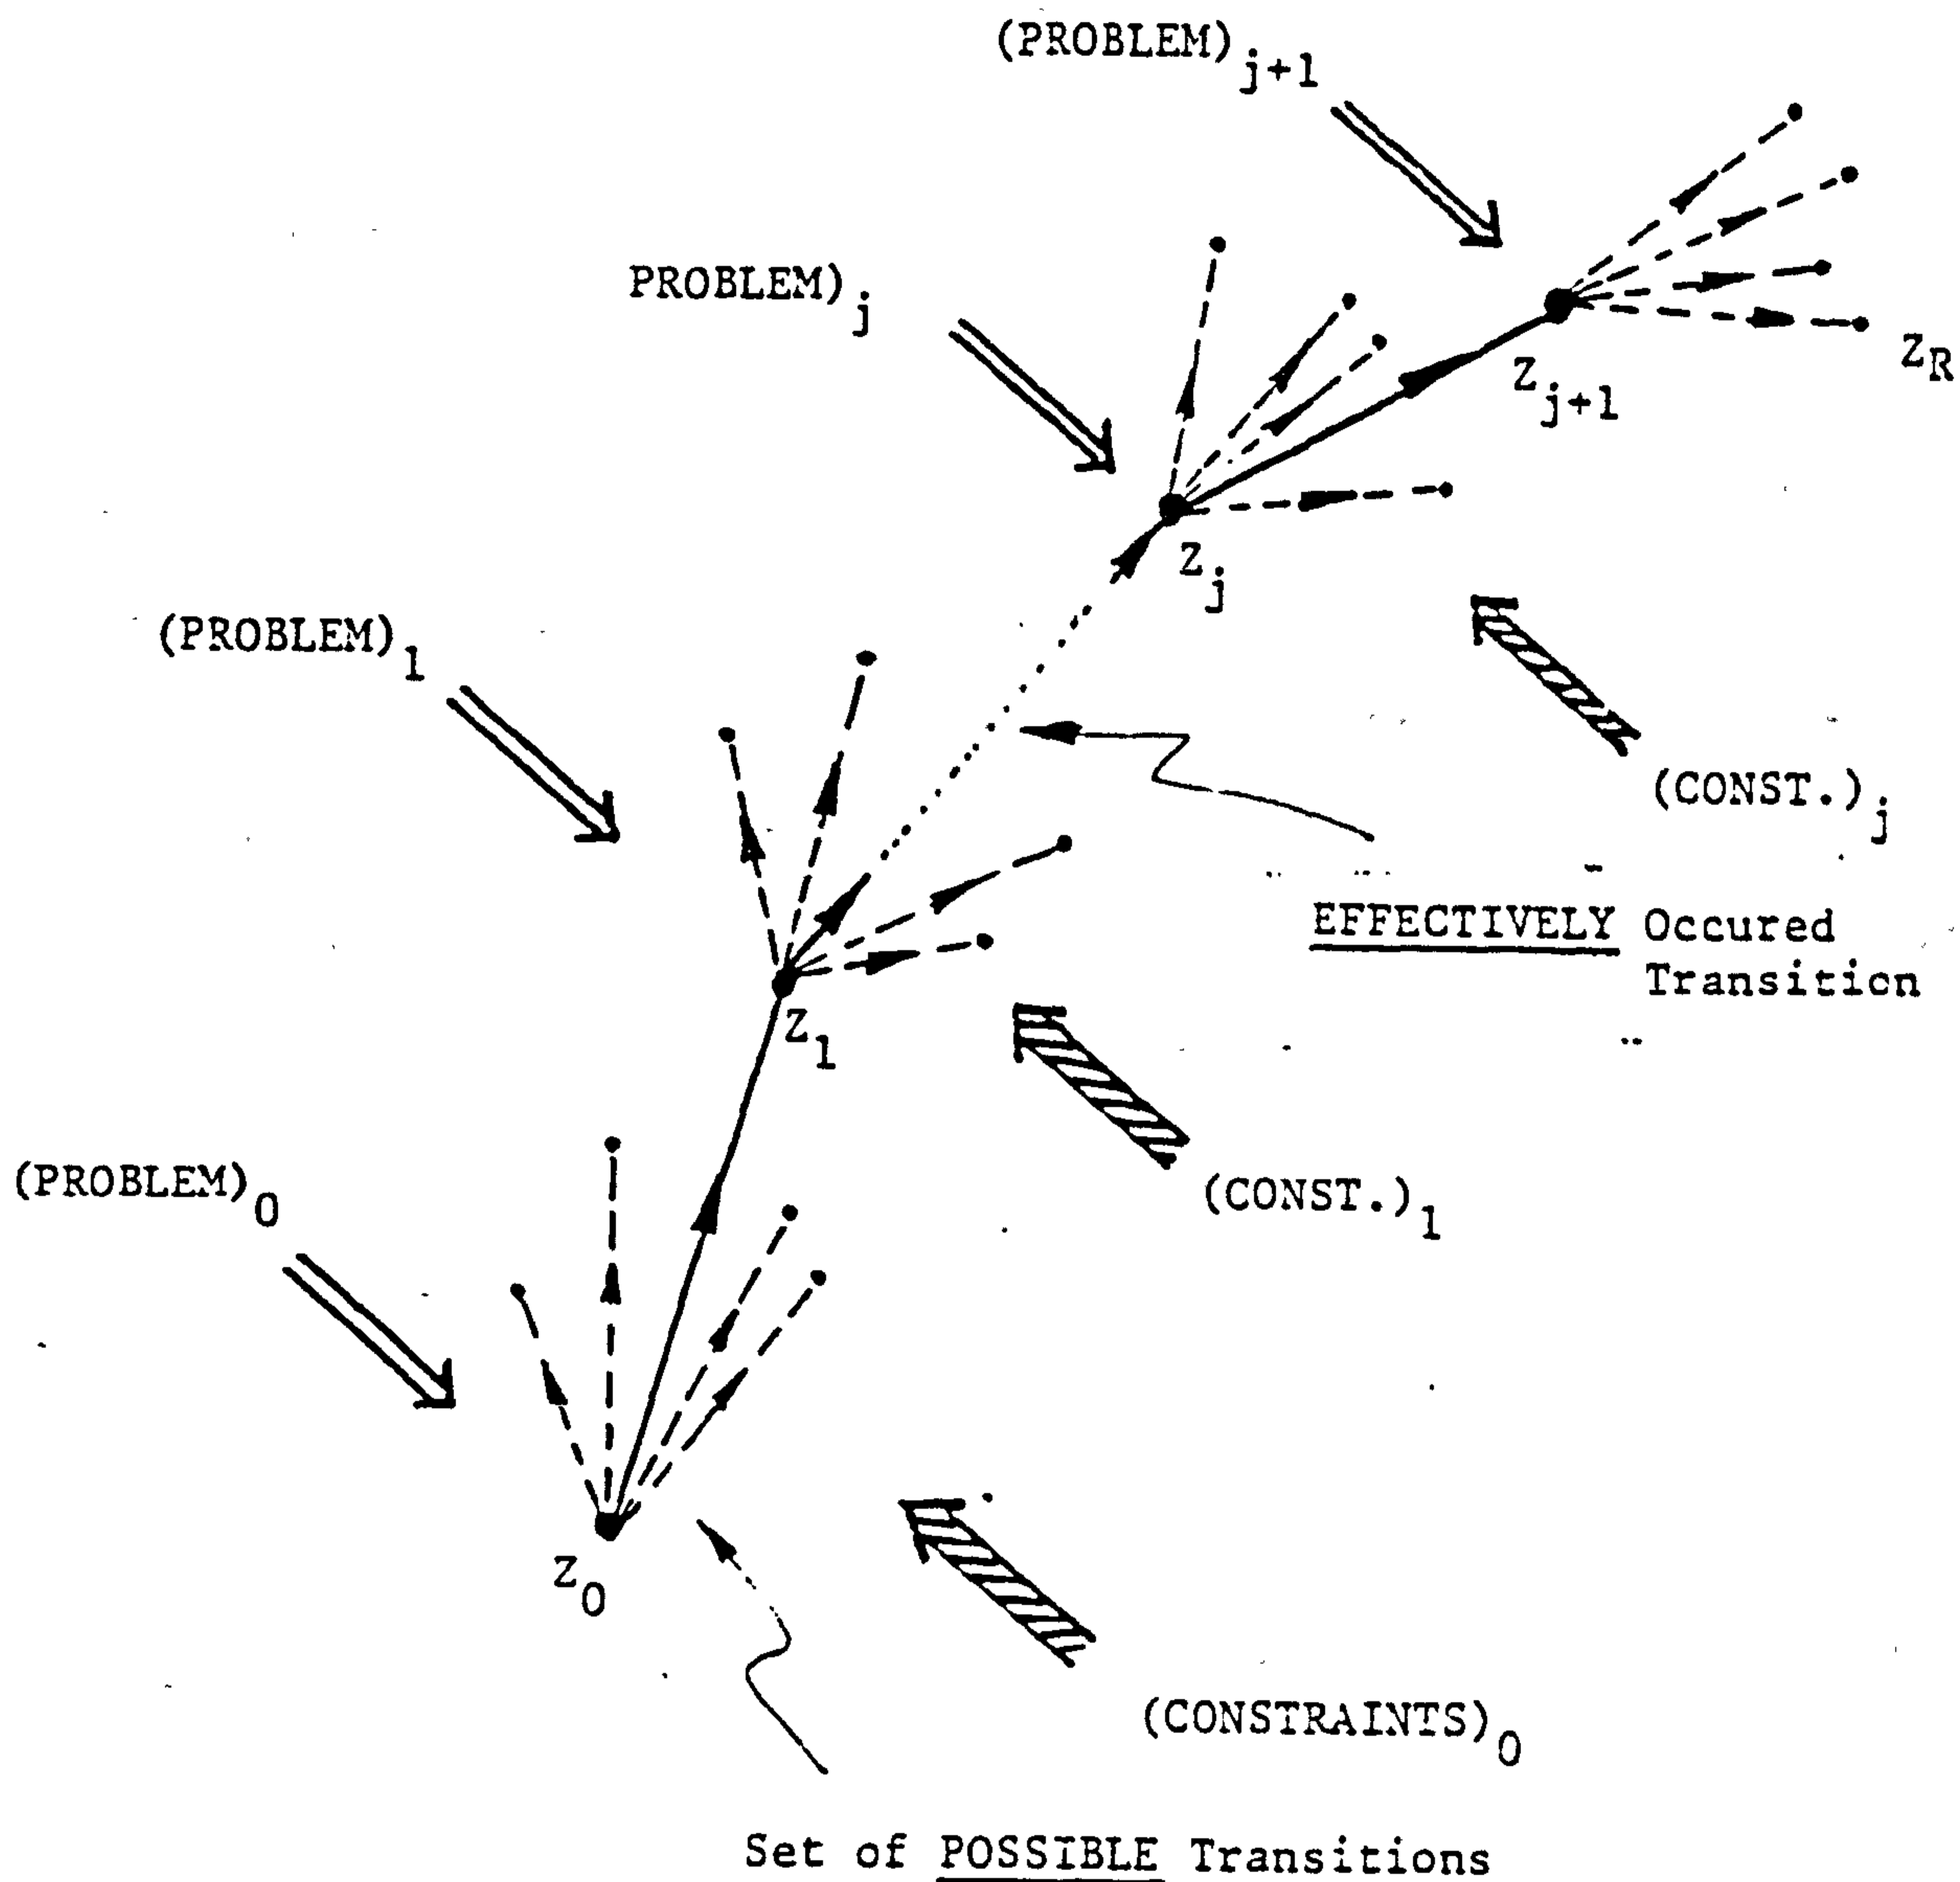 (PROBLEM)j+1
PROBLEM)j
ZR
Zj+1
Zj
(PROBLEM)1
(CONST.)j
EFFECTIVELY Occured
Transition
Z1
(PROBLEM)0
(CONST.)1
Z0
(CONSTRAINTS)0
Set of POSSIBLE Transitions